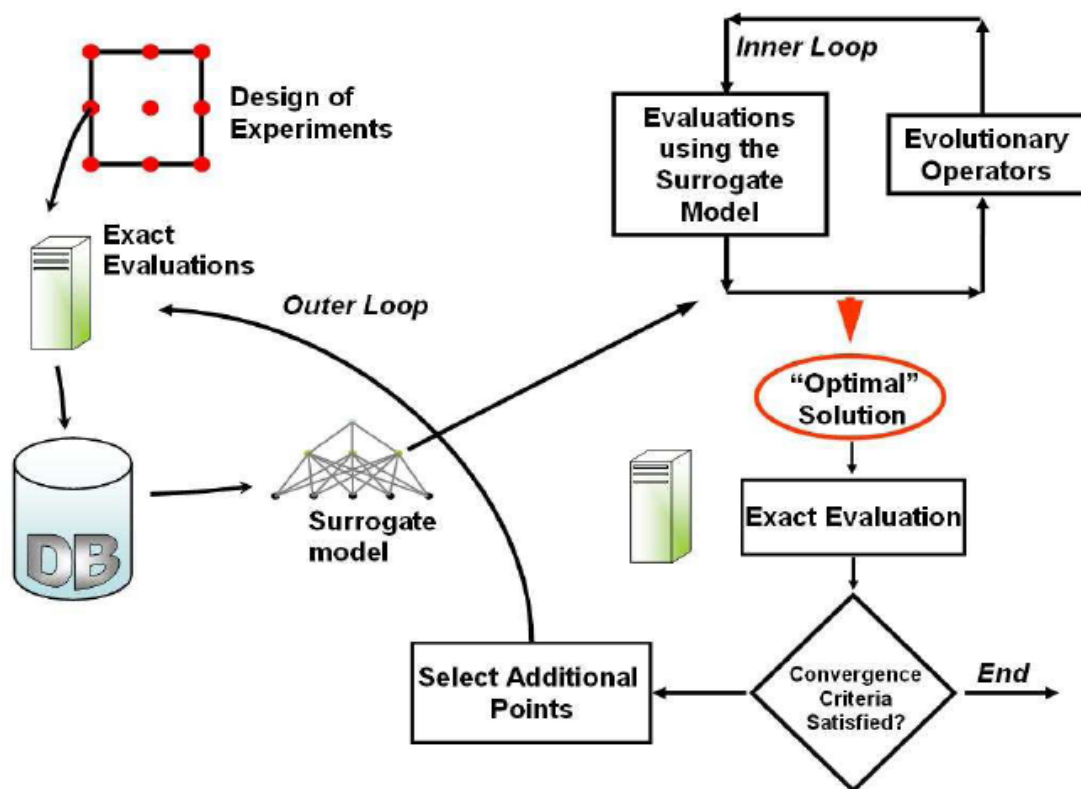 Design of
Experiments
Exact
Evaluations
Outer Loop
DB
Surrogate
model
Inner Loop
Evaluations
using the
Surrogate
Model
Evolutionary
Operators
“Optimal”
Solution
Exact Evaluation
Convergence
Criteria
Satisfied?
End
Select Additional
Points